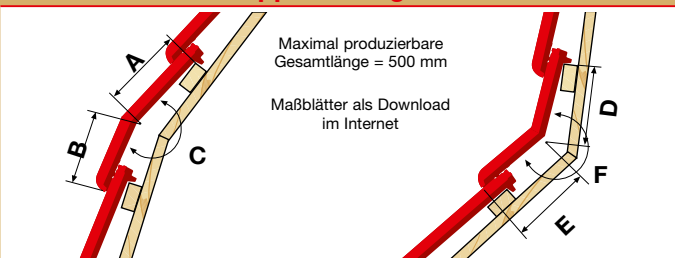 A
B
C
Maximal produzierbare
Gesamtlänge = 500 mm
Maßblätter als Download
im Internet
D
F
E